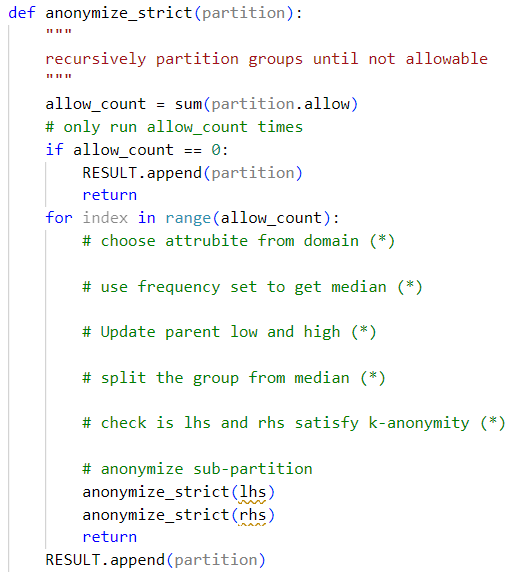 def anonymize_strict(partition):
"""
recursively partition groups until not allowable
"""
allow_count = sum(partition.allow)
# only run allow_count times
if allow_count == 0:
RESULT.append(partition)
return
for index in range(allow_count):
# choose attrubite from domain (*)
# use frequency set to get median (*)
# Update parent low and high (*)
# split the group from median (*)
# check is lhs and rhs satisfy k-anonymity (*)
# anonymize sub-partition
anonymize_strict(lhs)
anonymize_strict(rhs)
return
RESULT.append(partition)